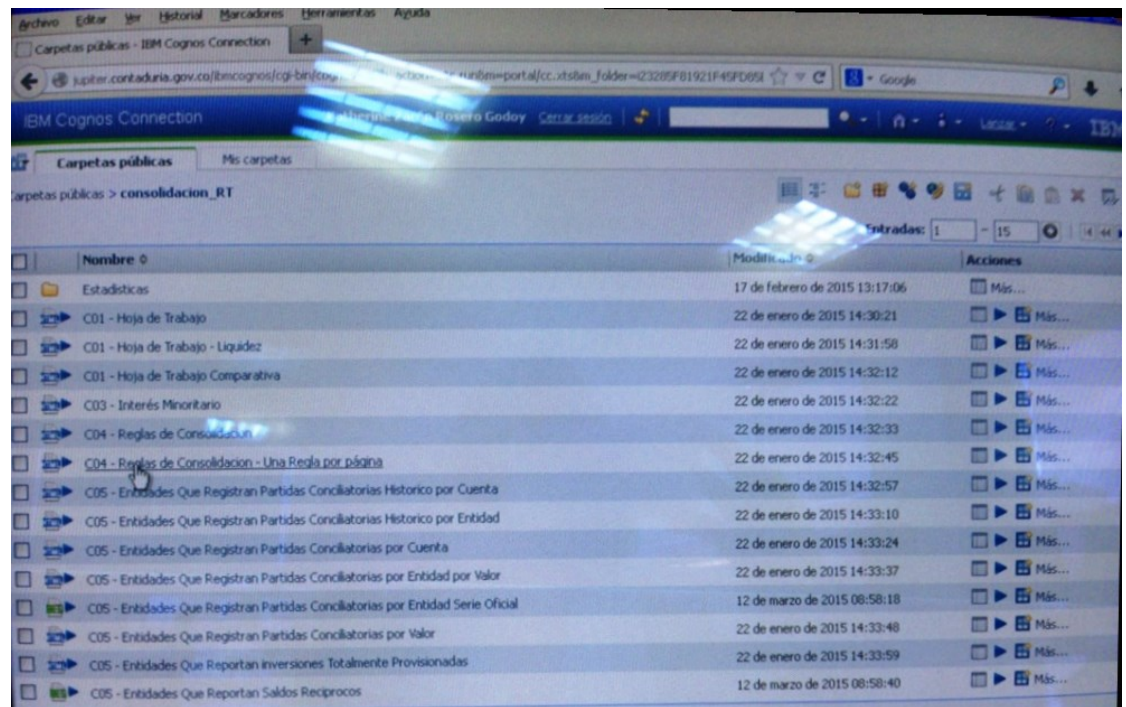 Archivo Editar Ver Historial Marcadores Herramientas Ayuda
Carpetas públicas - IBM Cognos Connection +
jupiter.contaduria.gov.co/ibmcognos/cgi-bin/ Google
IBM Cognos Connection Rosero Godoy Cerrar sesión Lanzar ? IBM
Carpetas públicas Mis carpetas
Carpetas públicas > consolidacion_RT
Entradas: 1 - 15
Nombre Modificado Acciones
Estadisticas 17 de febrero de 2015 13:17:06 Más...
C01 - Hoja de Trabajo 22 de enero de 2015 14:30:21 Más...
C01 - Hoja de Trabajo - Liquidez 22 de enero de 2015 14:31:58 Más...
C01 - Hoja de Trabajo Comparativa 22 de enero de 2015 14:32:12 Más...
C03 - Interés Minoritario 22 de enero de 2015 14:32:22 Más...
C04 - Reglas de Consolidacion 22 de enero de 2015 14:32:33 Más...
C04 - Reglas de Consolidacion - Una Regla por página 22 de enero de 2015 14:32:45 Más...
C05 - Entidades Que Registran Partidas Conciliatorias Historico por Cuenta 22 de enero de 2015 14:32:57 Más...
C05 - Entidades Que Registran Partidas Conciliatorias Historico por Entidad 22 de enero de 2015 14:33:10 Más...
C05 - Entidades Que Registran Partidas Conciliatorias por Cuenta 22 de enero de 2015 14:33:24 Más...
C05 - Entidades Que Registran Partidas Conciliatorias por Entidad por Valor 22 de enero de 2015 14:33:37 Más...
C05 - Entidades Que Registran Partidas Conciliatorias por Entidad Serie Oficial 12 de marzo de 2015 08:58:18 Más...
C05 - Entidades Que Registran Partidas Conciliatorias por Valor 22 de enero de 2015 14:33:48 Más...
C05 - Entidades Que Reportan inversiones Totalmente Provisionadas 22 de enero de 2015 14:33:59 Más...
C05 - Entidades Que Reportan Saldos Reciprocos 12 de marzo de 2015 08:58:40 Más...